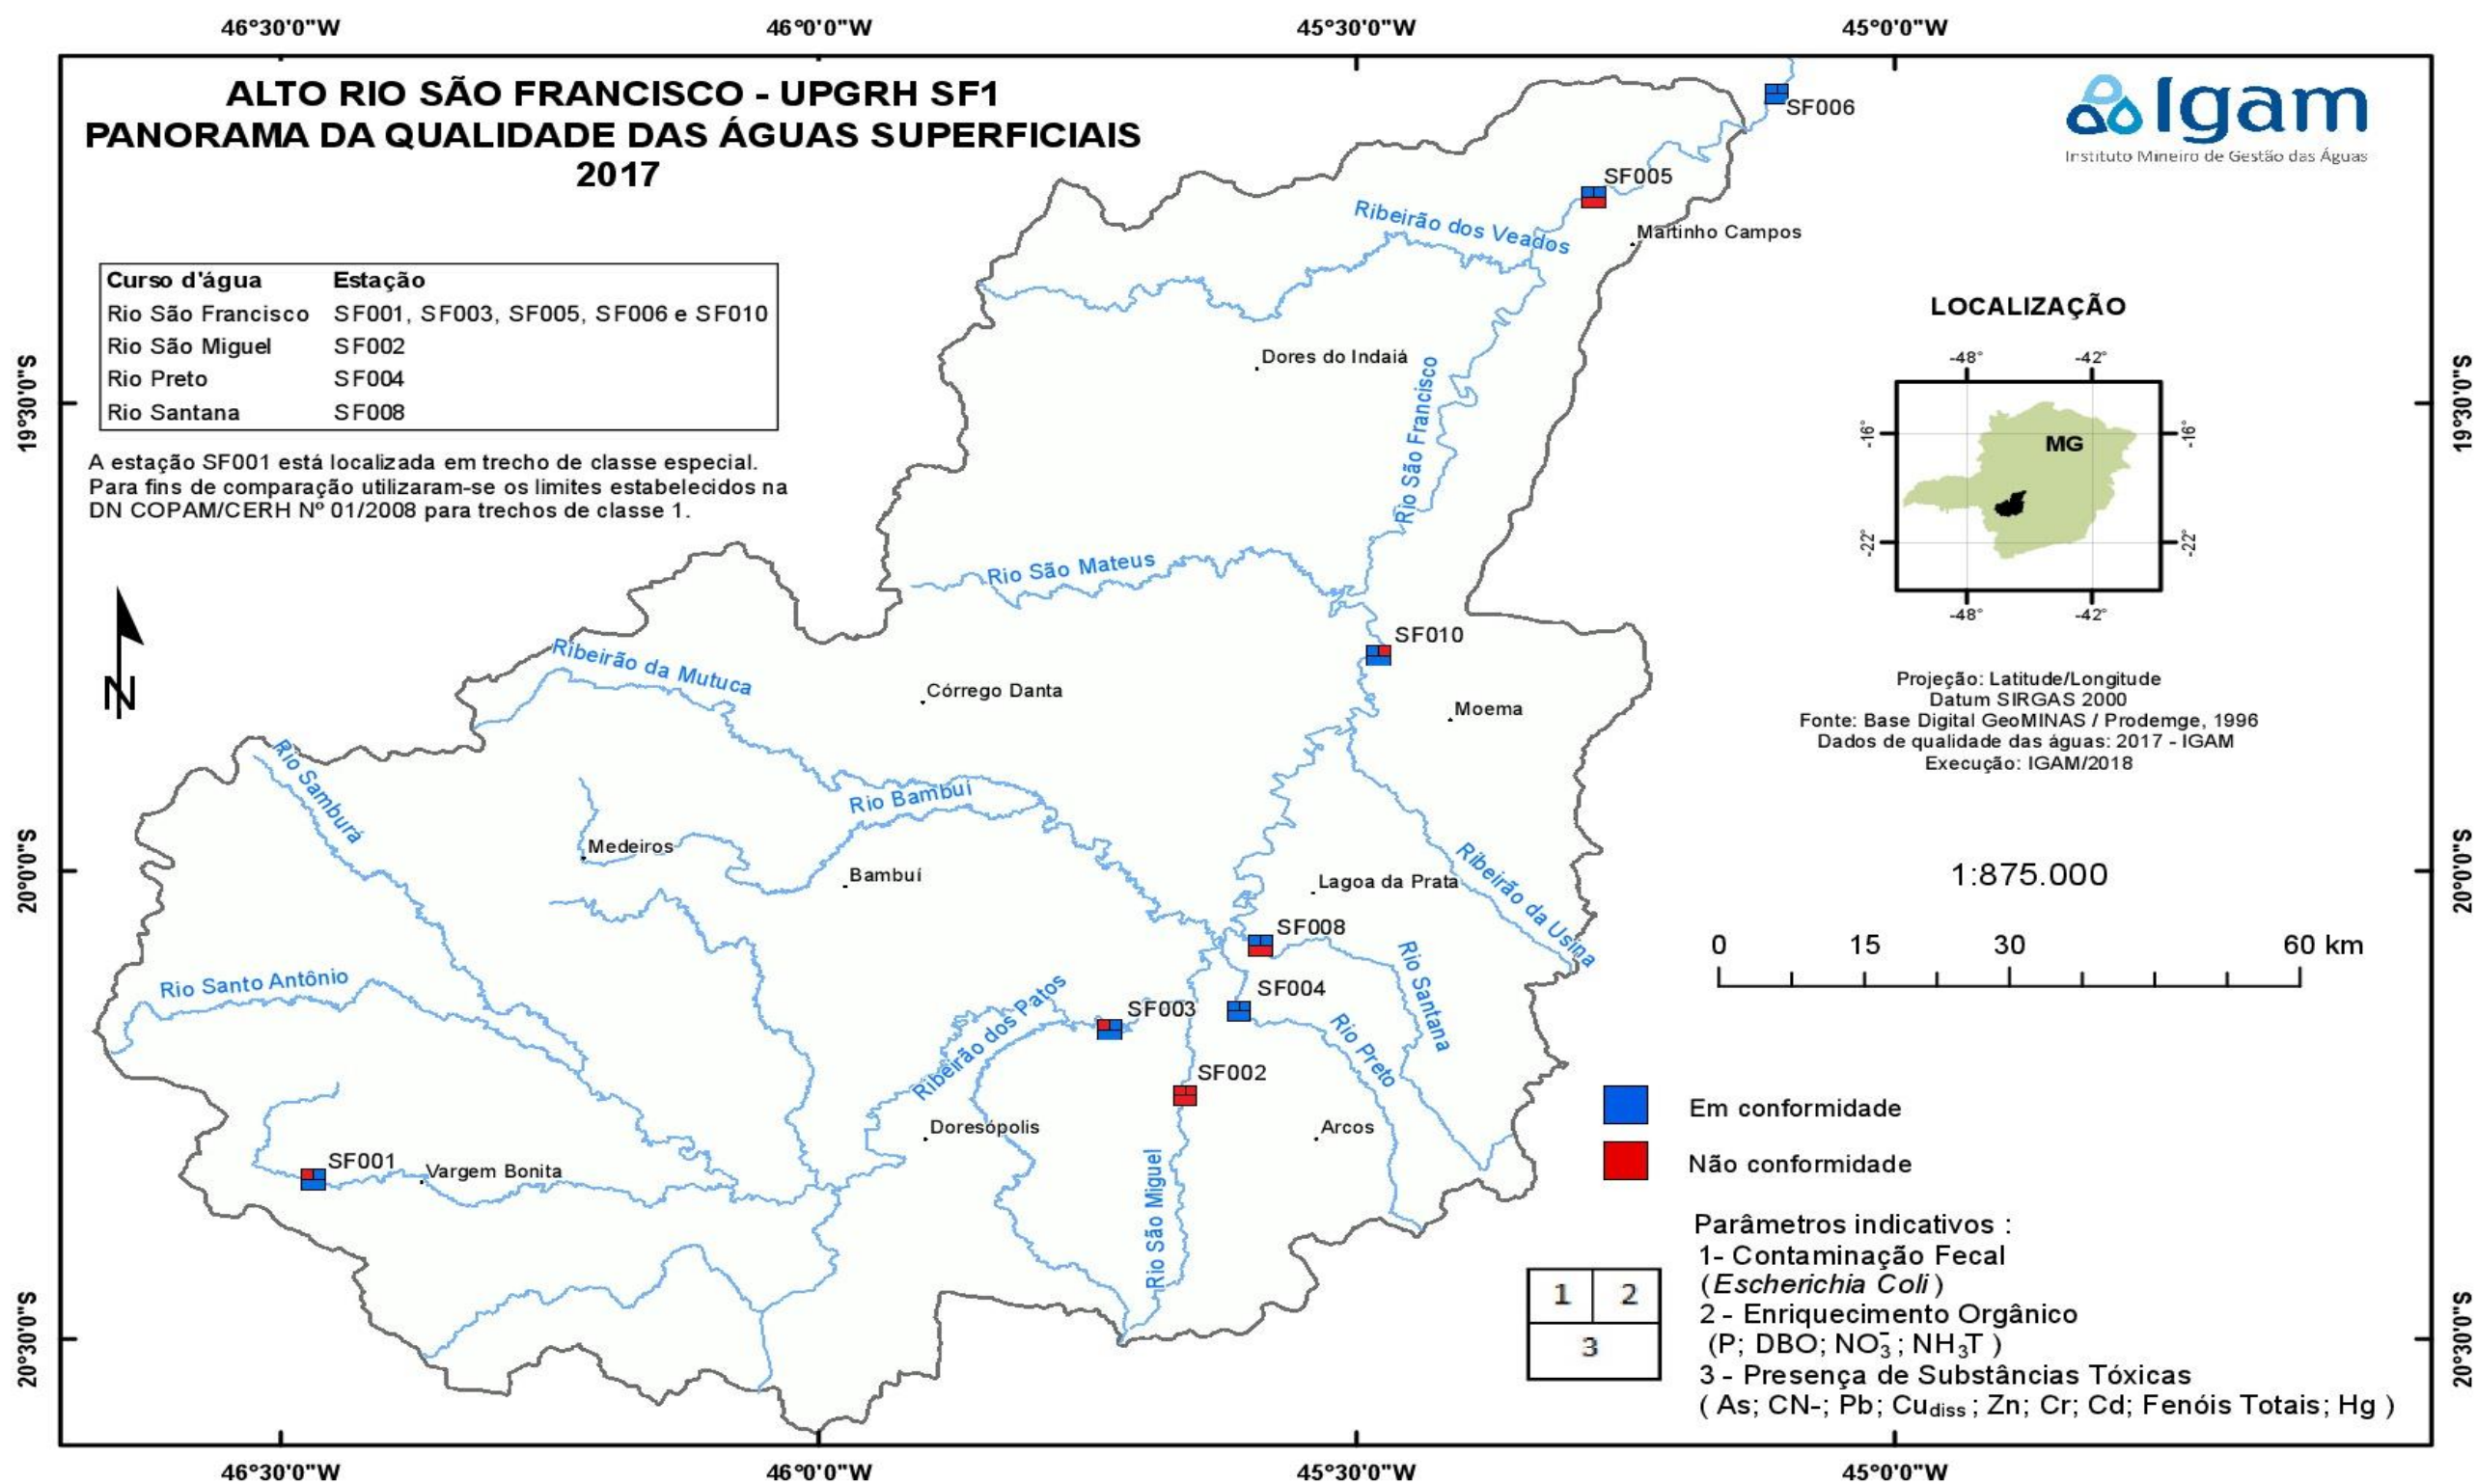 46°30'0"W 46°0'0"W 45°30'0"W 45°0'0"W
ALTO RIO SÃO FRANCISCO - UPGRH SF1
PANORAMA DA QUALIDADE DAS ÁGUAS SUPERFICIAIS
2017
Igam
Instituto Mineiro de Gestão das Águas
Curso d'água Estação
Rio São Francisco SF001, SF003, SF005, SF006 e SF010
Rio São Miguel SF002
Rio Preto SF004
Rio Santana SF008
A estação SF001 está localizada em trecho de classe especial.
Para fins de comparação utilizaram-se os limites estabelecidos na
DN COPAM/CERH Nº 01/2008 para trechos de classe 1.
SF006
SF005
Ribeirão dos Veados
Martinho Campos
Dores do Indaiá
Rio São Francisco
Rio São Mateus
SF010
Ribeirão da Mutuca
Córrego Danta
Moema
Rio Samburá
Rio Bambuí
Medeiros
Bambuí
Lagoa da Prata
Ribeirão da Usina
SF008
Rio Santo Antônio
Rio Santana
SF004
SF003
Ribeirão dos Patos
Rio Preto
SF002
Doresópolis
Arcos
SF001
Vargem Bonita
Rio São Miguel
N
19°30'0"S
20°0'0"S
20°30'0"S
19°30'0"S
20°0'0"S
20°30'0"S
LOCALIZAÇÃO
-48° -42°
-16° MG -16°
-22° -22°
-48° -42°
Projeção: Latitude/Longitude
Datum SIRGAS 2000
Fonte: Base Digital GeoMINAS / Prodemge, 1996
Dados de qualidade das águas: 2017 - IGAM
Execução: IGAM/2018
1:875.000
0 15 30 60 km
Em conformidade
Não conformidade
Parâmetros indicativos :
1- Contaminação Fecal
(Escherichia Coli)
2 - Enriquecimento Orgânico
(P; DBO; NO₃⁻; NH₃T )
3 - Presença de Substâncias Tóxicas
( As; CN-; Pb; Cudiss; Zn; Cr; Cd; Fenóis Totais; Hg )
1 2
3
46°30'0"W 46°0'0"W 45°30'0"W 45°0'0"W